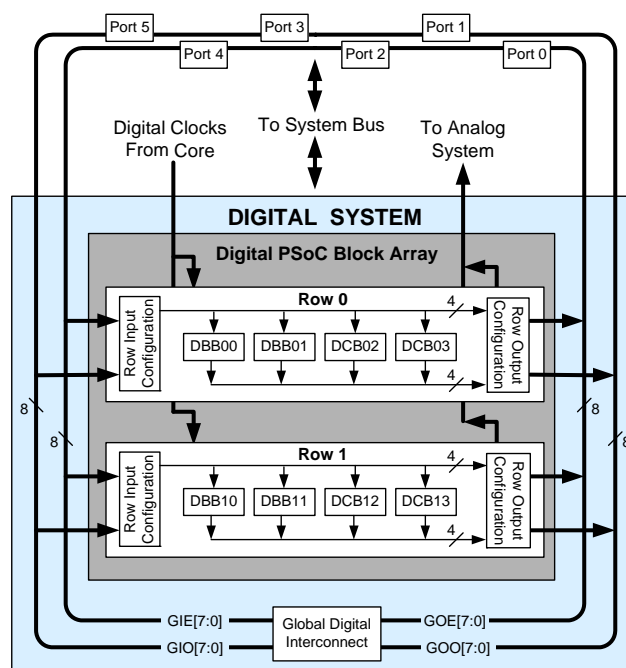 Port 5
Port 3
Port 1
Port 4
Port 2
Port 0
Digital Clocks
From Core
To System Bus
To Analog
System
DIGITAL SYSTEM
Digital PSoC Block Array
Row Input
Configuration
Row 0
4
DBB00
DBB01
DCB02
DCB03
4
Row Output
Configuration
8
8
8
8
Row Input
Configuration
Row 1
4
DBB10
DBB11
DCB12
DCB13
4
Row Output
Configuration
GIE[7:0]
GIO[7:0]
Global Digital
Interconnect
GOE[7:0]
GOO[7:0]